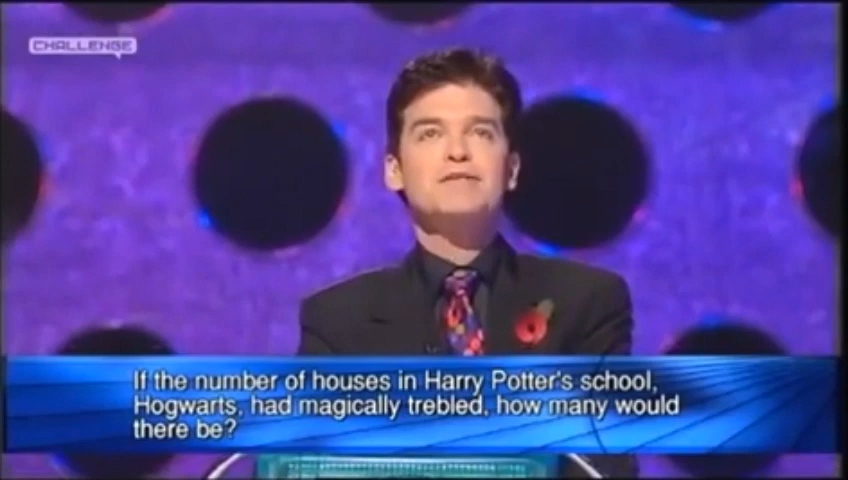 CHALLENGE
If the number of houses in Harry Potter's school,
Hogwarts, had magically trebled, how many would
there be?